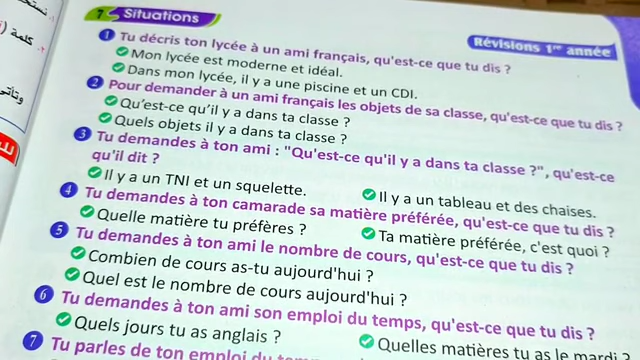 7 Situations
Révisions 1re année
1 Tu décris ton lycée à un ami français, qu'est-ce que tu dis ?
Mon lycée est moderne et idéal.
Dans mon lycée, il y a une piscine et un CDI.
2 Pour demander à un ami français les objets de sa classe, qu'est-ce que tu dis ?
Qu'est-ce qu'il y a dans ta classe ?
Quels objets il y a dans ta classe ?
3 Tu demandes à ton ami : "Qu'est-ce qu'il y a dans ta classe ?", qu'est-ce
qu'il dit ?
Il y a un TNI et un squelette. Il y a un tableau et des chaises.
4 Tu demandes à ton camarade sa matière préférée, qu'est-ce que tu dis ?
Quelle matière tu préfères ? Ta matière préférée, c'est quoi ?
5 Tu demandes à ton ami le nombre de cours, qu'est-ce que tu dis ?
Combien de cours as-tu aujourd'hui ?
Quel est le nombre de cours aujourd'hui ?
6 Tu demandes à ton ami son emploi du temps, qu'est-ce que tu dis ?
Quels jours tu as anglais ? Quelles matières tu as le mardi ?
7 Tu parles de ton emploi du
كلمة